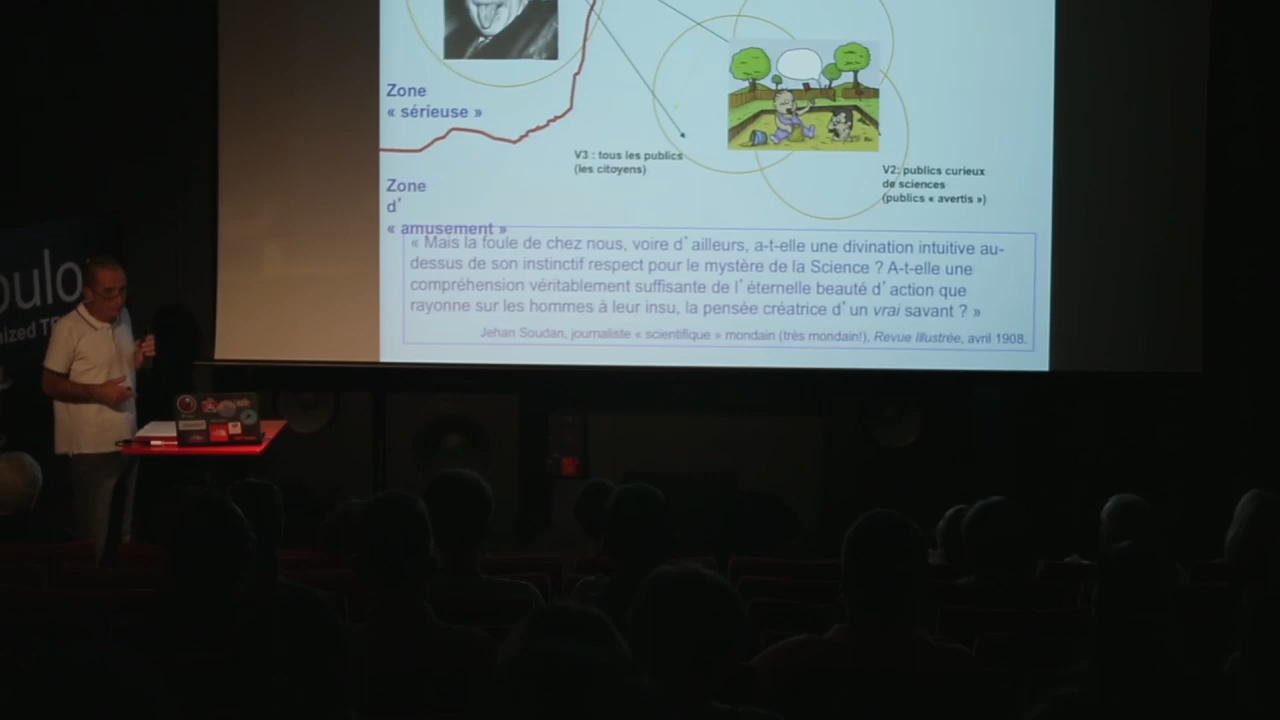 Zone
« sérieuse »
V3 : tous les publics
(les citoyens)
V2: publics curieux
de sciences
(publics « avertis »)
Zone
d’
« amusement »
« Mais la foule de chez nous, voire d’ailleurs, a-t-elle une divination intuitive au-
dessus de son instinctif respect pour le mystère de la Science ? A-t-elle une
compréhension véritablement suffisante de l’éternelle beauté d’action que
rayonne sur les hommes à leur insu, la pensée créatrice d’un vrai savant ? »
Jehan Soudan, journaliste « scientifique » mondain (très mondain!), Revue Illustrée, avril 1908.
oulo
nized TE